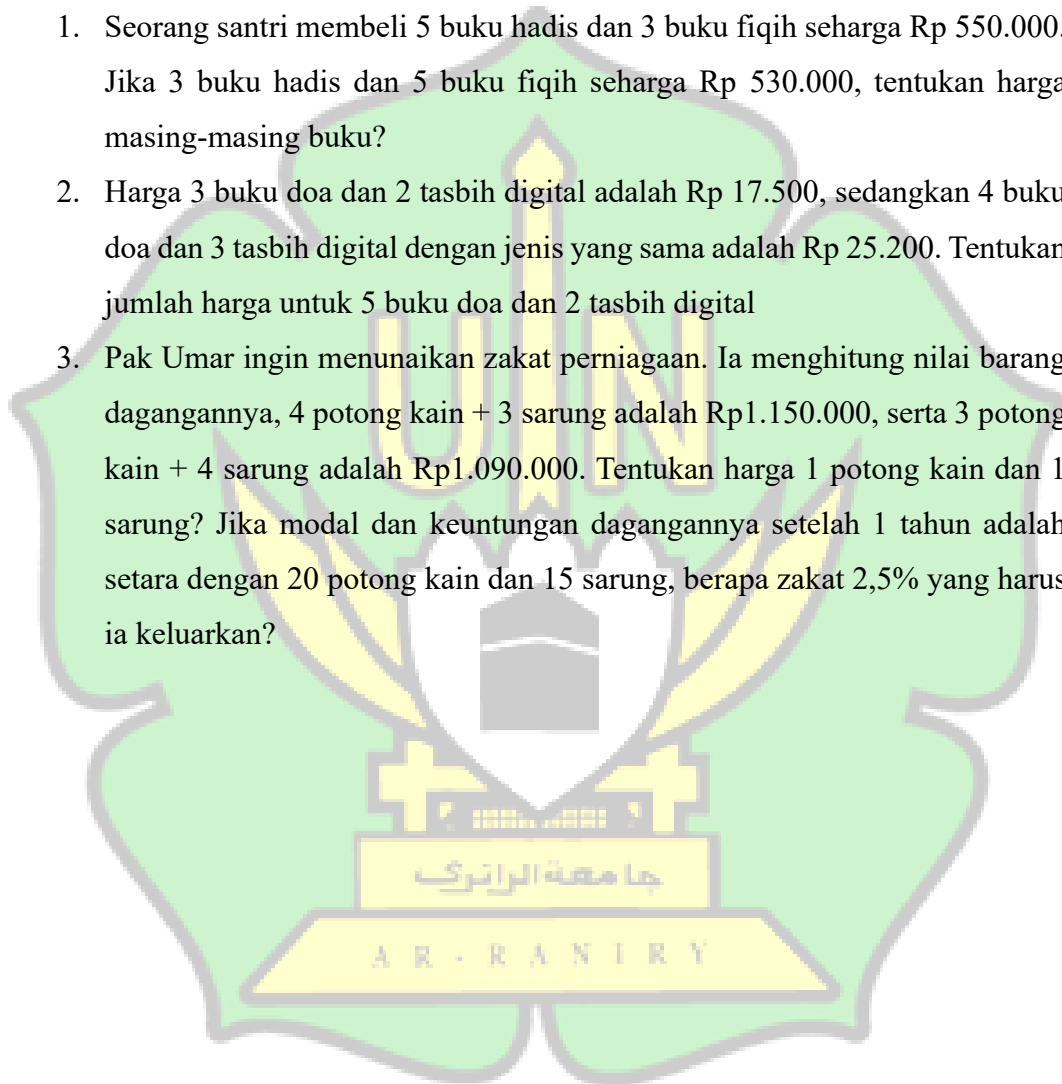 1. Seorang santri membeli 5 buku hadis dan 3 buku fiqih seharga Rp 550.000.
Jika 3 buku hadis dan 5 buku fiqih seharga Rp 530.000, tentukan harga
masing-masing buku?
2. Harga 3 buku doa dan 2 tasbih digital adalah Rp 17.500, sedangkan 4 buku
doa dan 3 tasbih digital dengan jenis yang sama adalah Rp 25.200. Tentukan
jumlah harga untuk 5 buku doa dan 2 tasbih digital
3. Pak Umar ingin menunaikan zakat perniagaan. Ia menghitung nilai barang
dagangannya, 4 potong kain + 3 sarung adalah Rp1.150.000, serta 3 potong
kain + 4 sarung adalah Rp1.090.000. Tentukan harga 1 potong kain dan 1
sarung? Jika modal dan keuntungan dagangannya setelah 1 tahun adalah
setara dengan 20 potong kain dan 15 sarung, berapa zakat 2,5% yang harus
ia keluarkan?
UIN
جامعة الرانري
AR-RANIRY